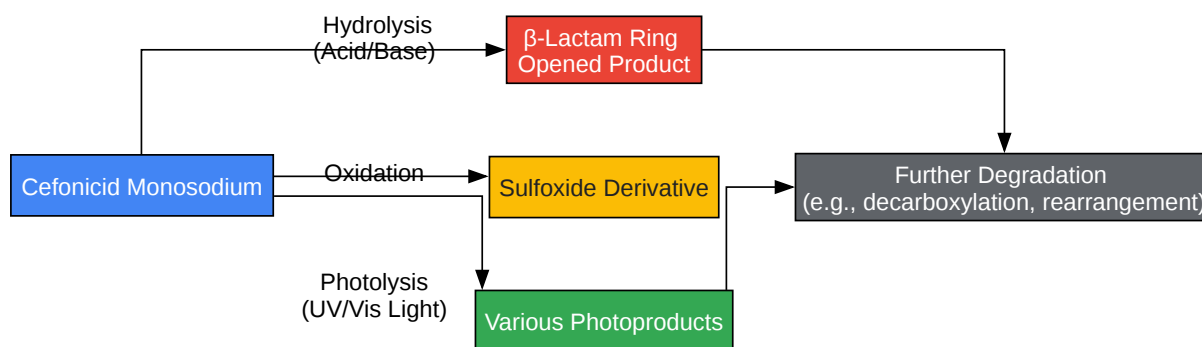 Hydrolysis
(Acid/Base)
β-Lactam Ring
Opened Product
Cefonicid Monosodium
Oxidation
Sulfoxide Derivative
Further Degradation
(e.g., decarboxylation, rearrangement)
Photolysis
(UV/Vis Light)
Various Photoproducts